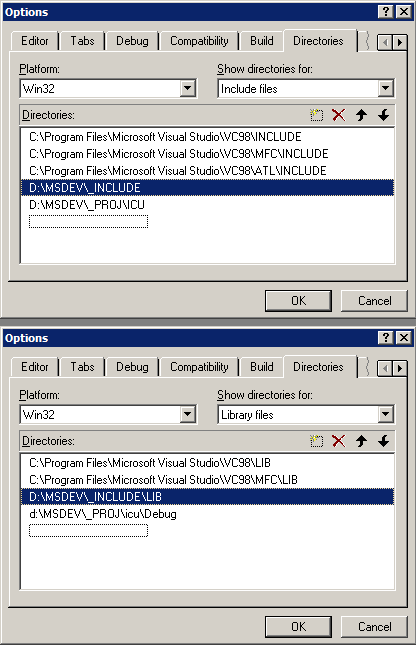 Options
Editor Tabs Debug Compatibility Build Directories
Platform: Show directories for:
Win32 Include files
Directories:
C:\Program Files\Microsoft Visual Studio\VC98\INCLUDE
C:\Program Files\Microsoft Visual Studio\VC98\MFC\INCLUDE
C:\Program Files\Microsoft Visual Studio\VC98\ATL\INCLUDE
D:\MSDEV\_INCLUDE
D:\MSDEV\_PROJ\ICU
OK Cancel
Options
Editor Tabs Debug Compatibility Build Directories
Platform: Show directories for:
Win32 Library files
Directories:
C:\Program Files\Microsoft Visual Studio\VC98\LIB
C:\Program Files\Microsoft Visual Studio\VC98\MFC\LIB
D:\MSDEV\_INCLUDE\LIB
d:\MSDEV\_PROJ\icu\Debug
OK Cancel